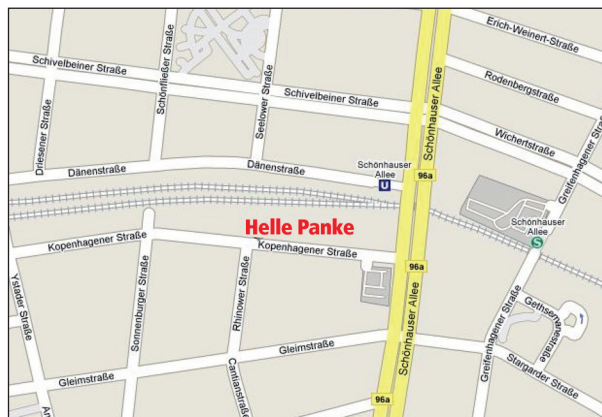 Erich-Weinert-Straße
Schivelbeiner Straße
Schönfließer Straße
Seelower Straße
Schönhauser Allee
Rodenbergstraße
Driesener Straße
Schivelbeiner Straße
Wichertstraße
Greifenhagener Straße
Dänenstraße
Dänenstraße
Schönhauser
Allee
U
96a
Schönhauser
Allee
S
Helle Panke
Kopenhagener Straße
Kopenhagener Straße
96a
Ystader Straße
Sonnenburger Straße
Rhinower Straße
Gethsemanestraße
Greifenhagener Straße
Gleimstraße
Schönhauser Allee
Stargarder Straße
Gleimstraße
Cantianstraße
96a